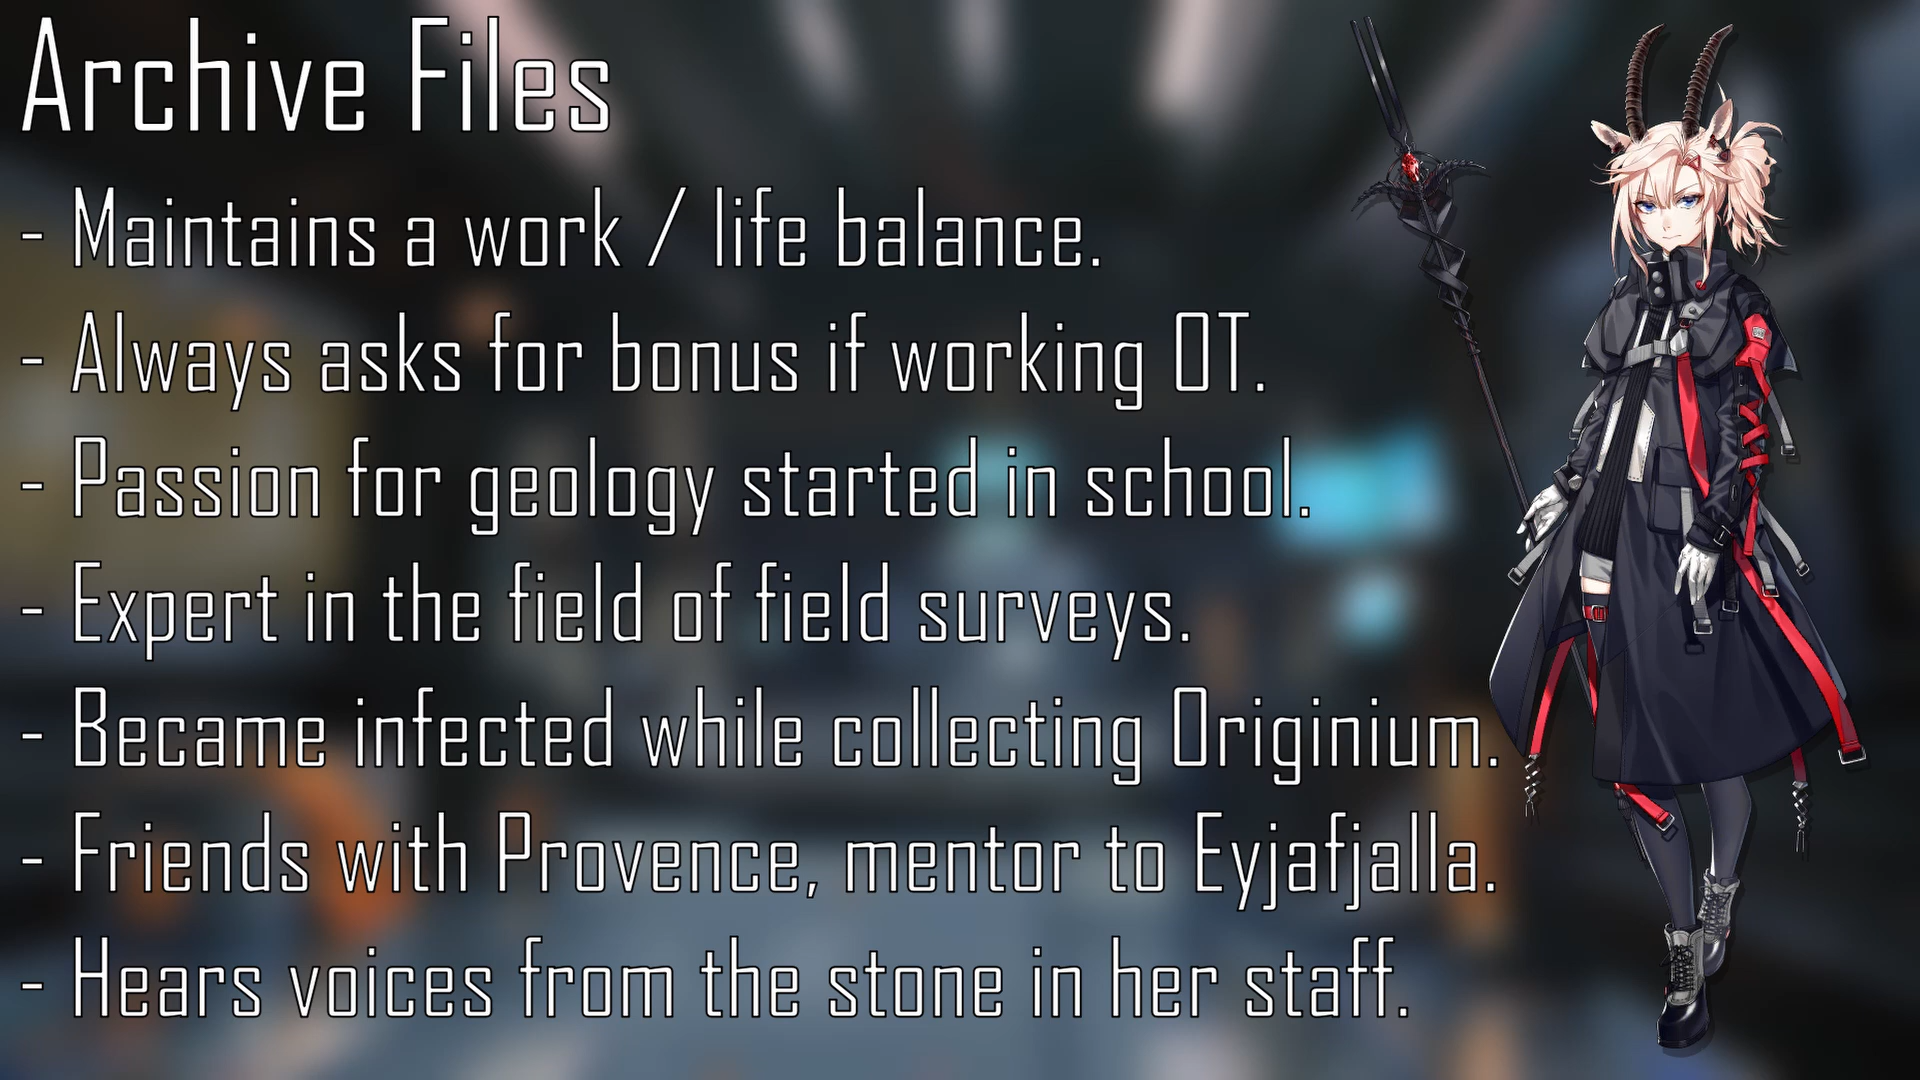 Archive Files
- Maintains a work / life balance.
- Always asks for bonus if working OT.
- Passion for geology started in school.
- Expert in the field of field surveys.
- Became infected while collecting Originium.
- Friends with Provence, mentor to Eyjafjalla.
- Hears voices from the stone in her staff.